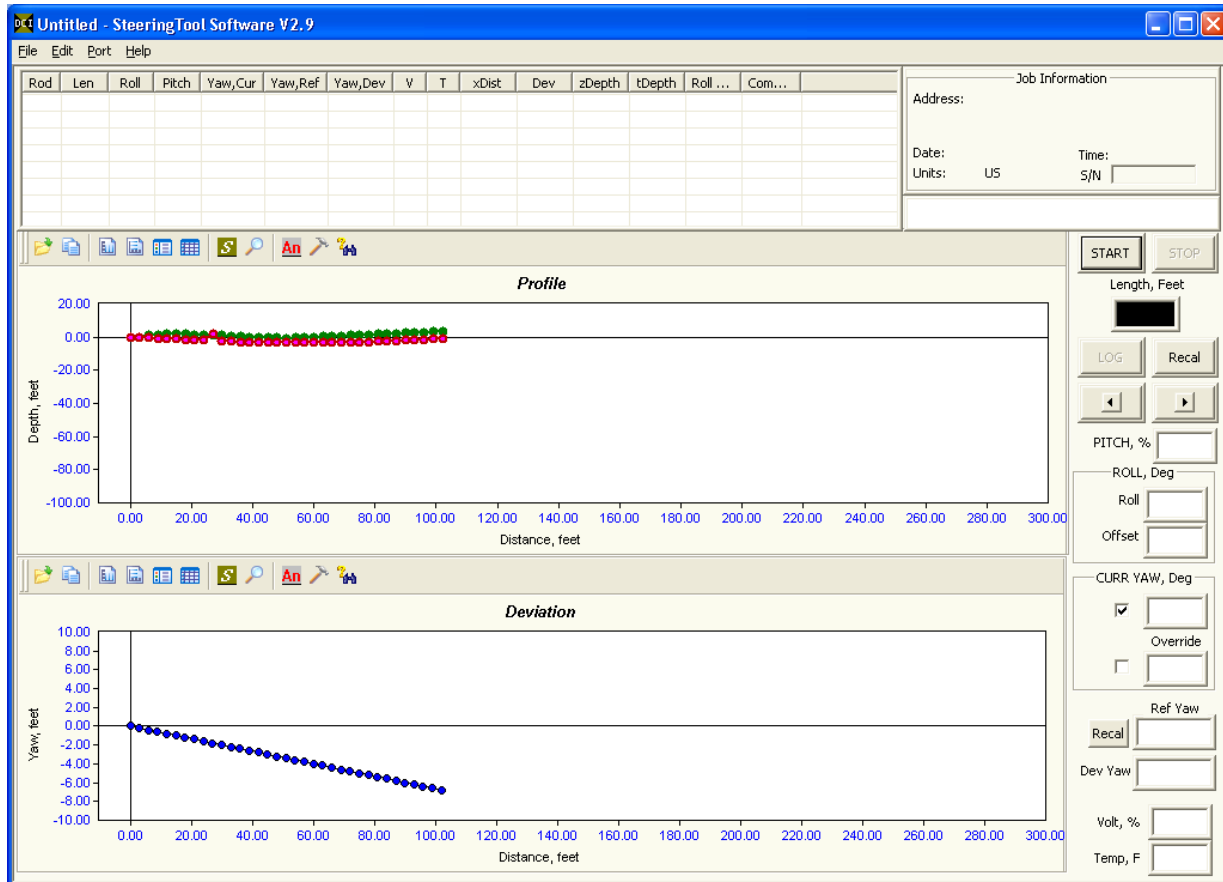 DCI Untitled - SteeringTool Software V2.9
File Edit Port Help
Rod Len Roll Pitch Yaw,Cur Yaw,Ref Yaw,Dev V T xDist Dev zDepth tDepth Roll ... Com...
Job Information
Address:
Date: Time:
Units: US S/N
S An
START STOP
Length, Feet
LOG Recal
PITCH, %
ROLL, Deg
Roll
Offset
CURR YAW, Deg
Override
Ref Yaw
Recal
Dev Yaw
Volt, %
Temp, F
Profile
20.00
0.00
-20.00
-40.00
-60.00
-80.00
-100.00
Depth, feet
0.00 20.00 40.00 60.00 80.00 100.00 120.00 140.00 160.00 180.00 200.00 220.00 240.00 260.00 280.00 300.00
Distance, feet
S An
Deviation
10.00
8.00
6.00
4.00
2.00
0.00
-2.00
-4.00
-6.00
-8.00
-10.00
Yaw, feet
0.00 20.00 40.00 60.00 80.00 100.00 120.00 140.00 160.00 180.00 200.00 220.00 240.00 260.00 280.00 300.00
Distance, feet